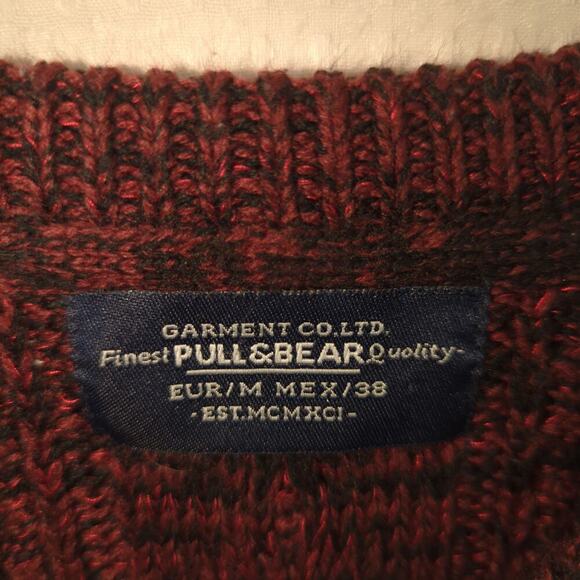 GARMENT CO.LTD.
Finest PULL&BEAR Quality-
EUR/M MEX/38
-EST.MCMXCI-